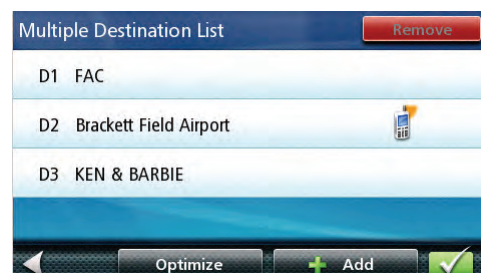 Multiple Destination List Remove
D1 FAC
D2 Brackett Field Airport
D3 KEN & BARBIE
Optimize Add